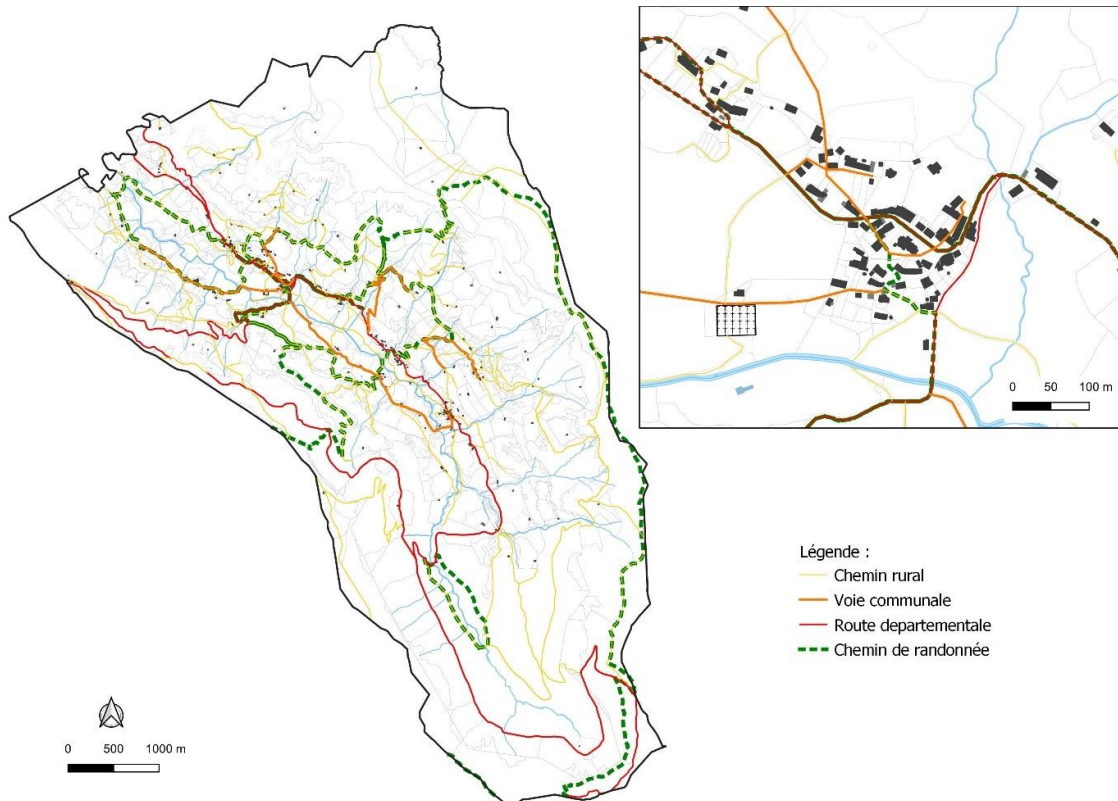 0 50 100 m
Légende :
Chemin rural
Voie communale
Route departementale
Chemin de randonnée
0 500 1000 m